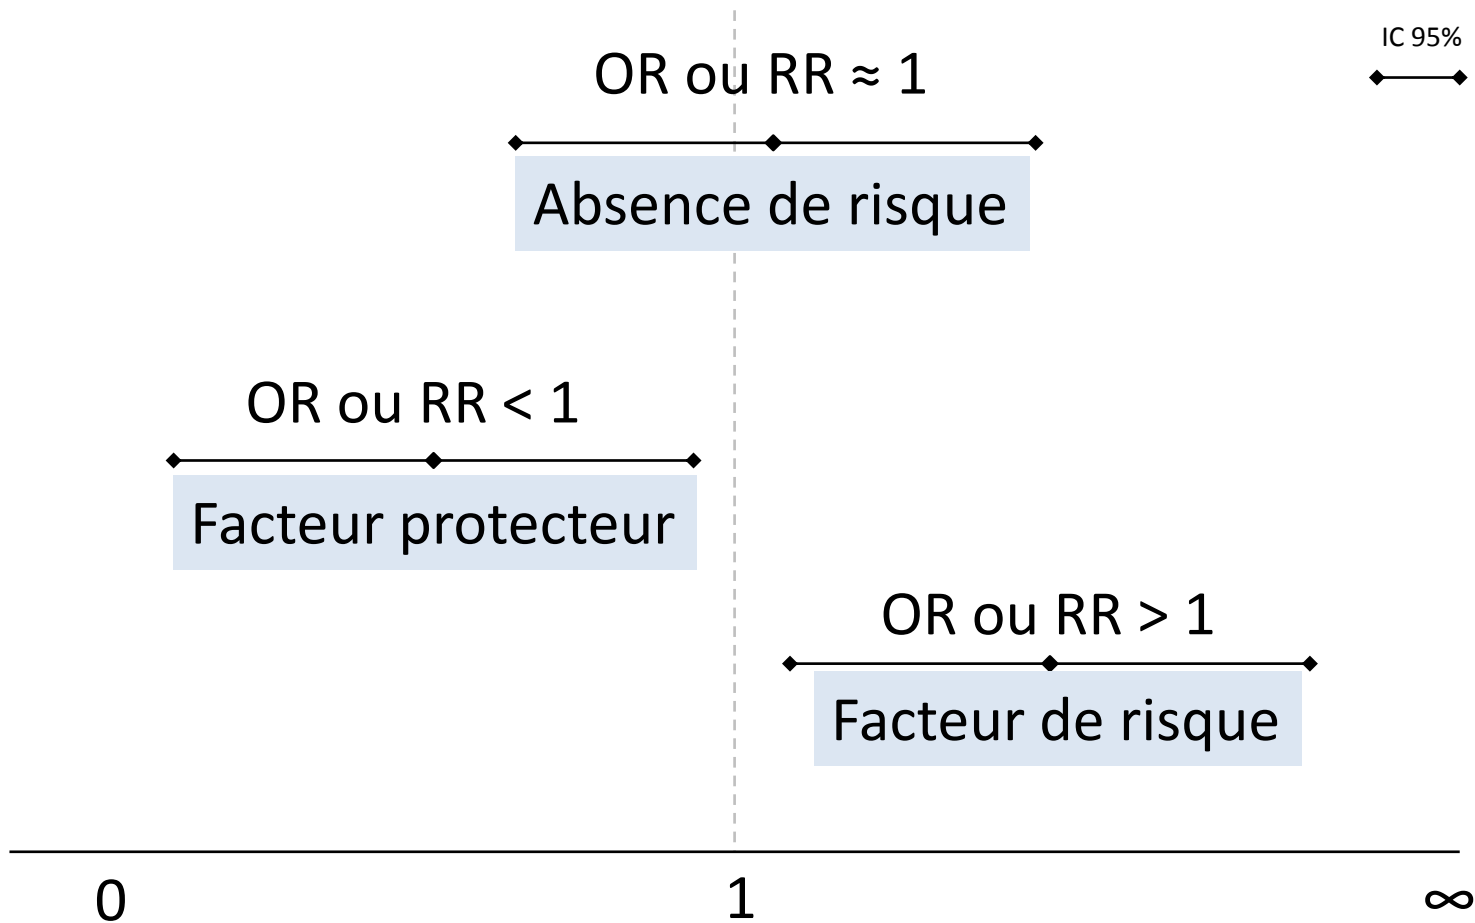 IC 95%
OR ou RR ≈ 1
Absence de risque
OR ou RR < 1
Facteur protecteur
OR ou RR > 1
Facteur de risque
0 1 ∞